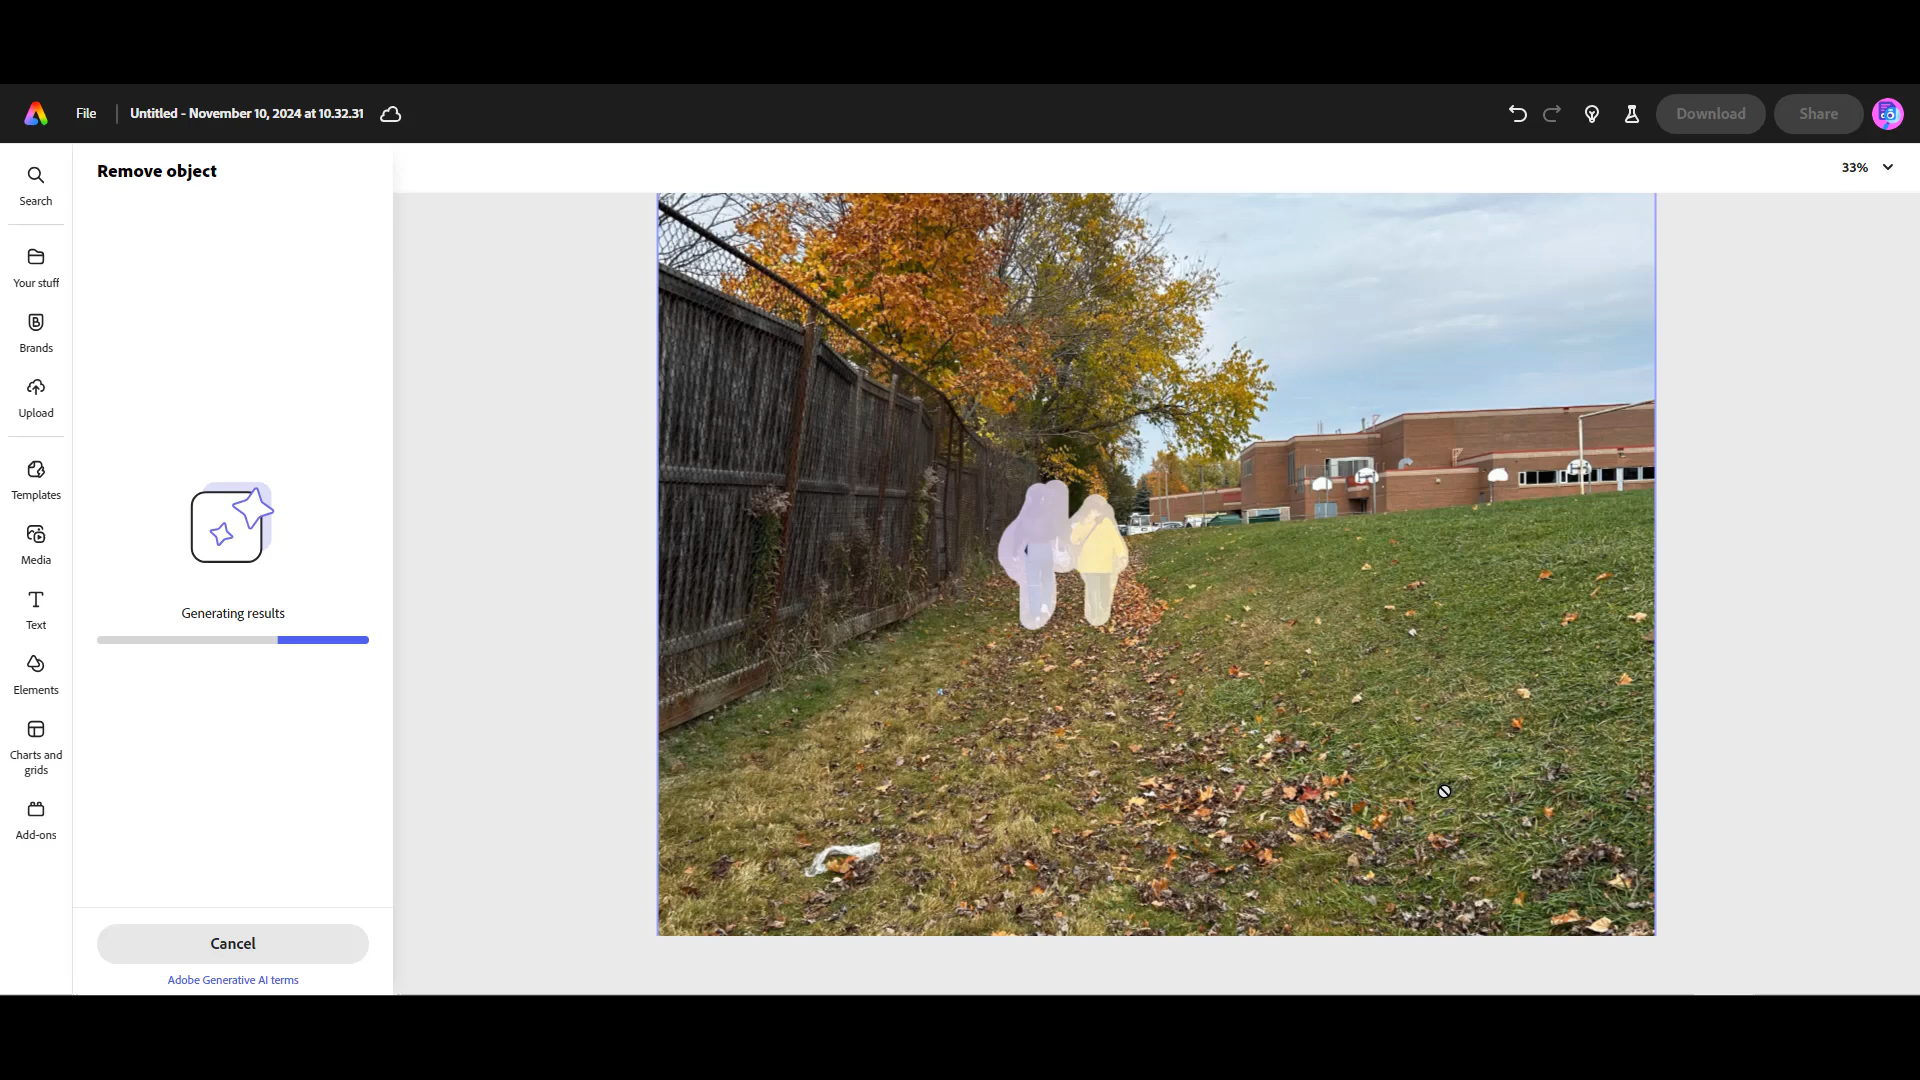 File
Untitled - November 10, 2024 at 10.32.31
Download
Share
Remove object
33%
Search
Your stuff
Brands
Upload
Templates
Media
Text
Elements
Charts and
grids
Add-ons
Generating results
Cancel
Adobe Generative AI terms